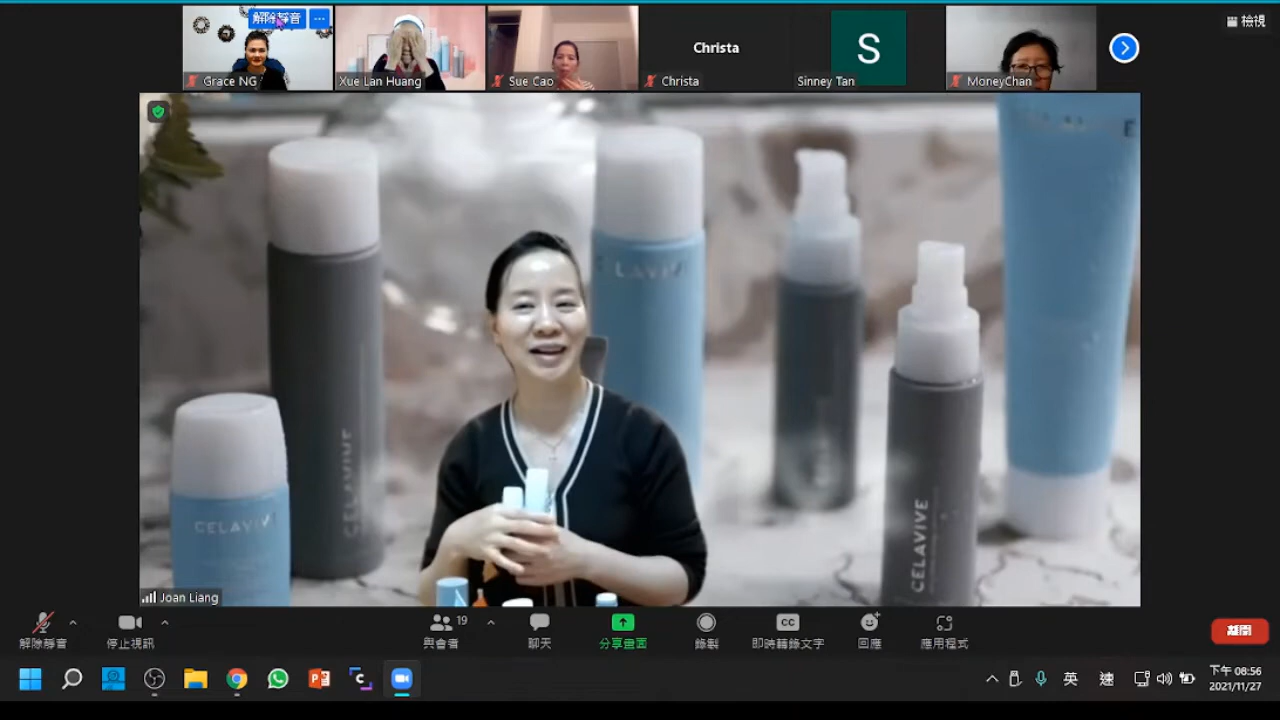 解除靜音 ...
檢視
Grace NG
Xue Lan Huang
Sue Cao
Christa
Christa
S
Sinney Tan
MoneyChan
CELAVIVE
CELAVIVE
CELAVIVE
CELAVIVE
Joan Liang
解除靜音
停止視訊
19
與會者
聊天
分享畫面
錄製
CC
即時轉錄文字
回應
應用程式
離開
英
速
下午 08:56
2021/11/27